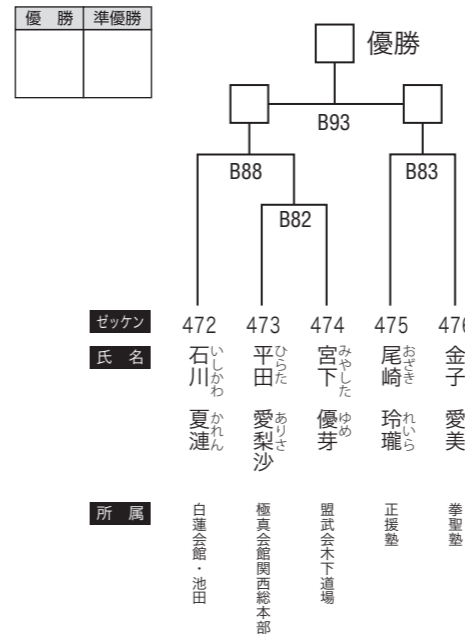 優勝 準優勝
優勝
B93
B88
B83
B82
ゼッケン 472 473 474 475 476
氏名
石川 夏漣
いしかわ かれん
平田 愛梨沙
ひらた ありさ
宮下 優芽
みやした ゆめ
尾崎 玲瓏
おざき れいら
金子 愛美
所属
白蓮会館・池田
極真会館関西総本部
盟武会木下道場
正援塾
拳聖塾